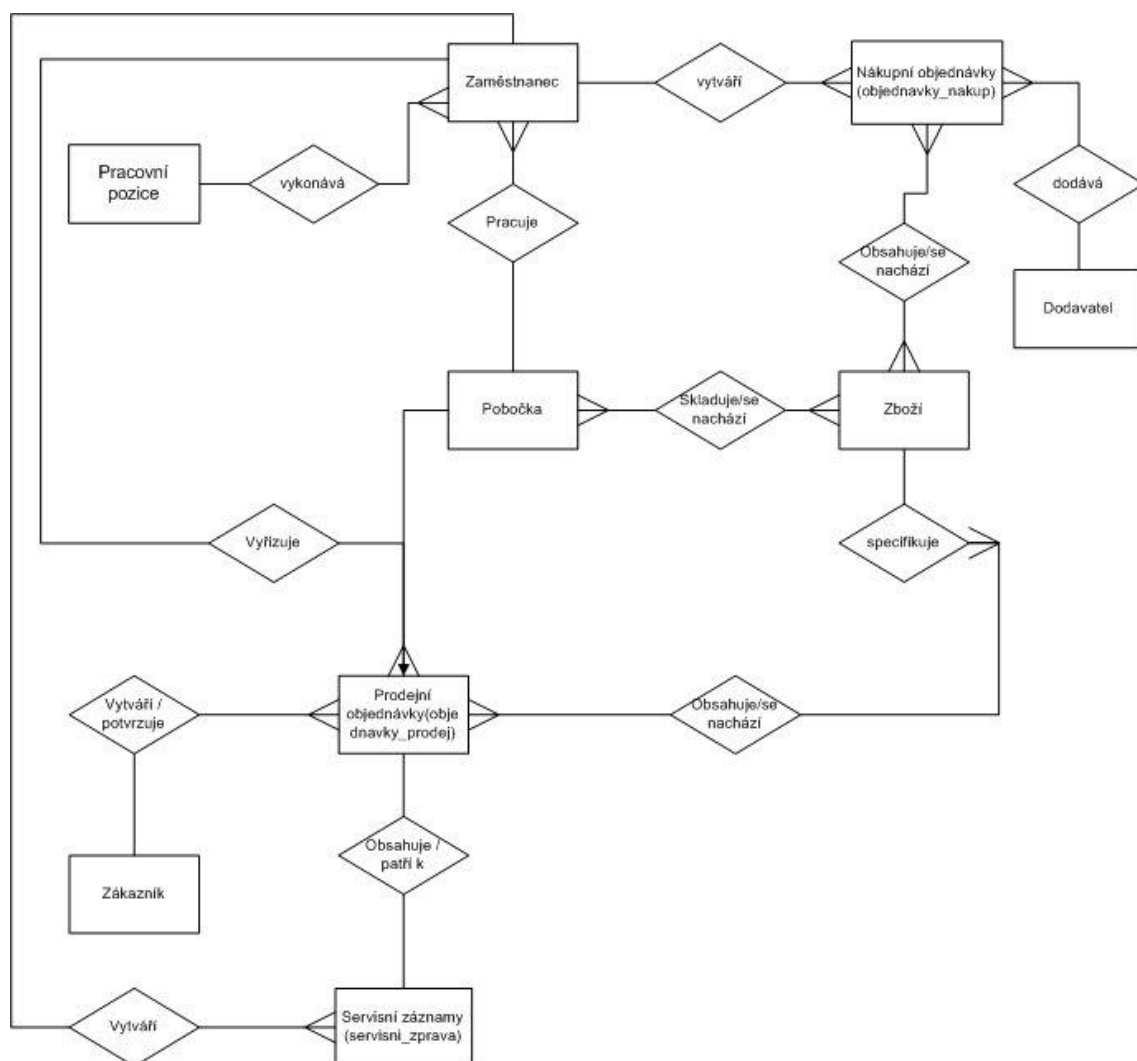 Zaměstnanec
vytváří
Nákupní objednávky
(objednavky_nakup)
Pracovní
pozice
vykonává
dodává
Pracuje
Obsahuje/se
nachází
Dodavatel
Pobočka
Skladuje/se
nachází
Zboží
Vyřizuje
specifikuje
Vytváří /
potvrzuje
Prodejní
objednávky(obje
dnavky_prodej)
Obsahuje/se
nachází
Obsahuje /
patří k
Zákazník
Vytváří
Servisní záznamy
(servisni_zprava)